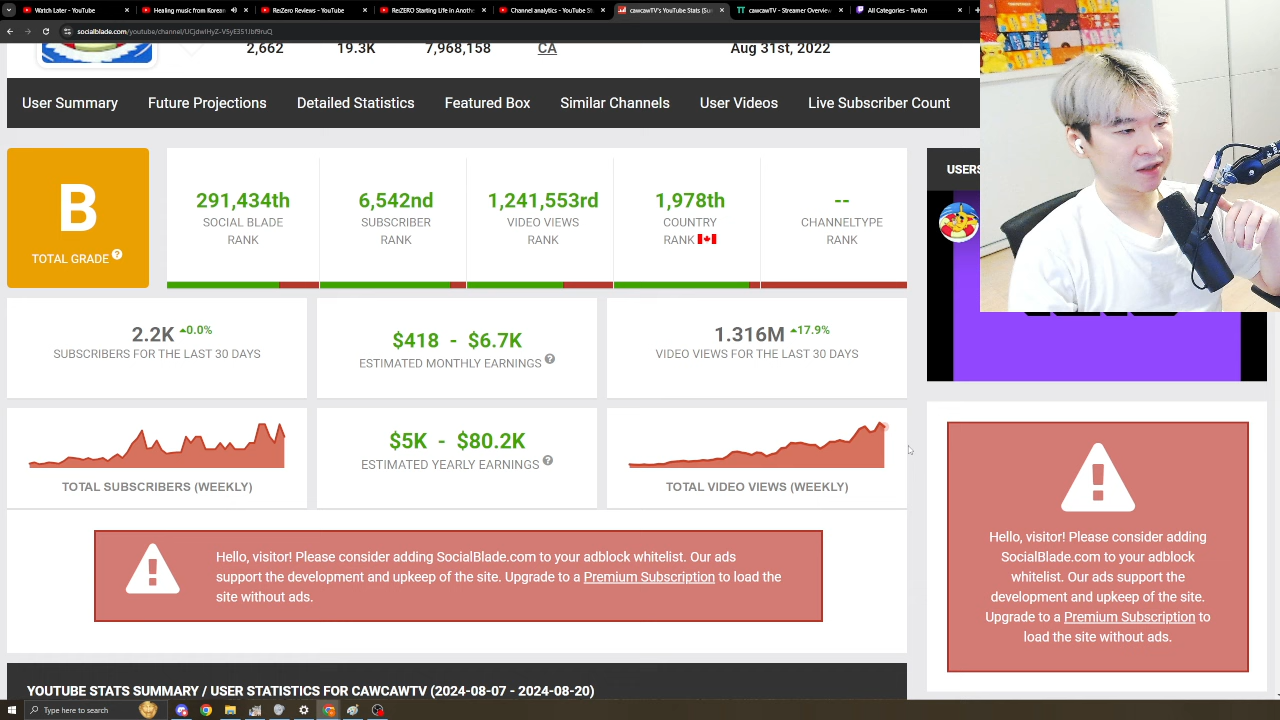 Watch Later - YouTube
Healing music from Korean
Re:Zero Reviews - YouTube
Re:ZERO Starting Life in Anothe
Channel analytics - YouTube St
cawcawTV's YouTube Stats (Sum
cawcawTV - Streamer Overview
All Categories - Twitch
2,662
19.3K
7,968,158
CA
Aug 31st, 2022
User Summary
Future Projections
Detailed Statistics
Featured Box
Similar Channels
User Videos
Live Subscriber Count
B
TOTAL GRADE ?
291,434th
SOCIAL BLADE
RANK
6,542nd
SUBSCRIBER
RANK
1,241,553rd
VIDEO VIEWS
RANK
1,978th
COUNTRY
RANK
--
CHANNELTYPE
RANK
USERS
2.2K 0.0%
SUBSCRIBERS FOR THE LAST 30 DAYS
$418 - $6.7K
ESTIMATED MONTHLY EARNINGS ?
1.316M 17.9%
VIDEO VIEWS FOR THE LAST 30 DAYS
TOTAL SUBSCRIBERS (WEEKLY)
$5K - $80.2K
ESTIMATED YEARLY EARNINGS ?
TOTAL VIDEO VIEWS (WEEKLY)
Hello, visitor! Please consider adding SocialBlade.com to your adblock whitelist. Our ads
support the development and upkeep of the site. Upgrade to a Premium Subscription to load the
site without ads.
Hello, visitor! Please consider adding
SocialBlade.com to your adblock
whitelist. Our ads support the
development and upkeep of the site.
Upgrade to a Premium Subscription to
load the site without ads.
YOUTUBE STATS SUMMARY / USER STATISTICS FOR CAWCAWTV (2024-08-07 - 2024-08-20)
Type here to search